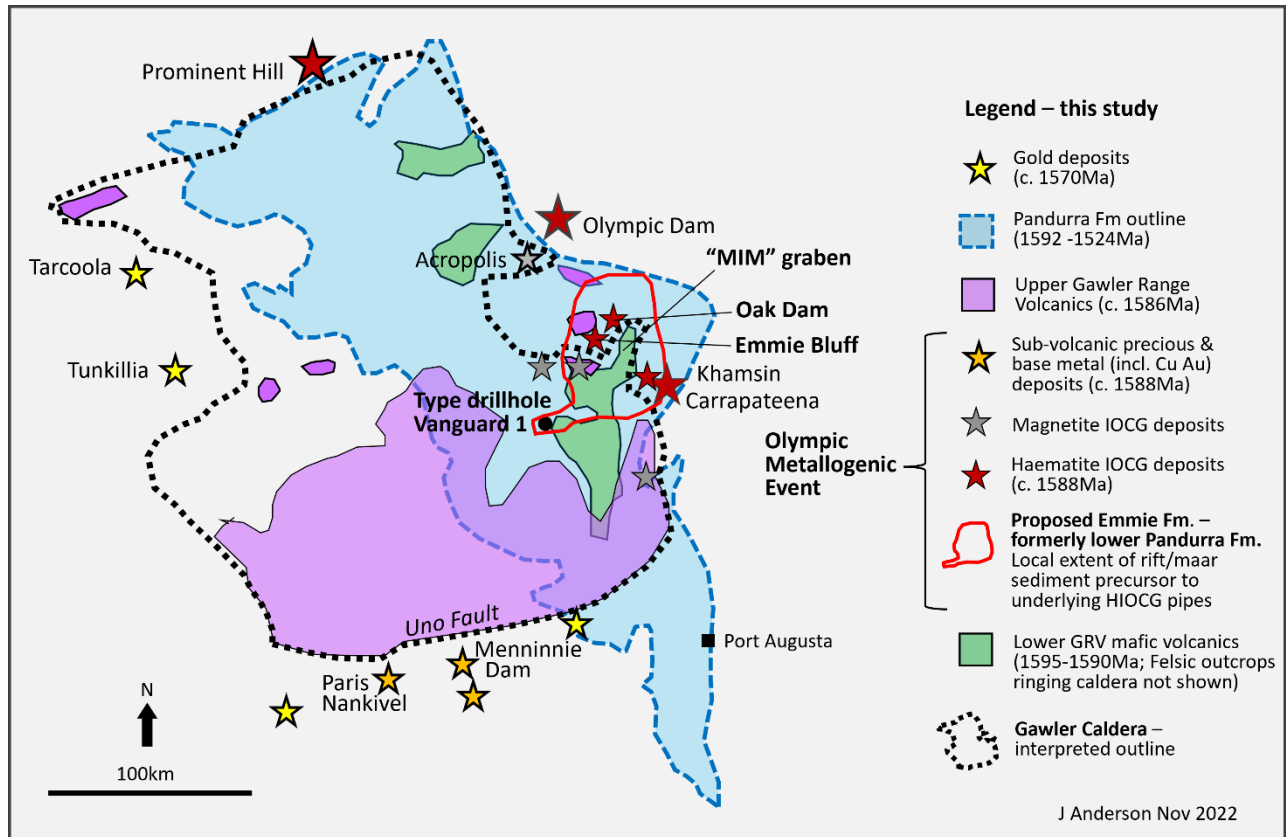 Prominent Hill
Tarcoola
Tunkillia
Acropolis
Olympic Dam
“MIM” graben
Oak Dam
Emmie Bluff
Khamsin
Carrapateena
Type drillhole
Vanguard 1
Uno Fault
Menninnie
Dam
Paris
Nankivel
Port Augusta
N
100km
Legend – this study
Gold deposits
(c. 1570Ma)
Pandurra Fm outline
(1592 -1524Ma)
Upper Gawler Range
Volcanics (c. 1586Ma)
Sub-volcanic precious &
base metal (incl. Cu Au)
deposits (c. 1588Ma)
Magnetite IOCG deposits
Olympic
Metallogenic
Event
Haematite IOCG deposits
(c. 1588Ma)
Proposed Emmie Fm. –
formerly lower Pandurra Fm.
Local extent of rift/maar
sediment precursor to
underlying HIOCG pipes
Lower GRV mafic volcanics
(1595-1590Ma; Felsic outcrops
ringing caldera not shown)
Gawler Caldera –
interpreted outline
J Anderson Nov 2022